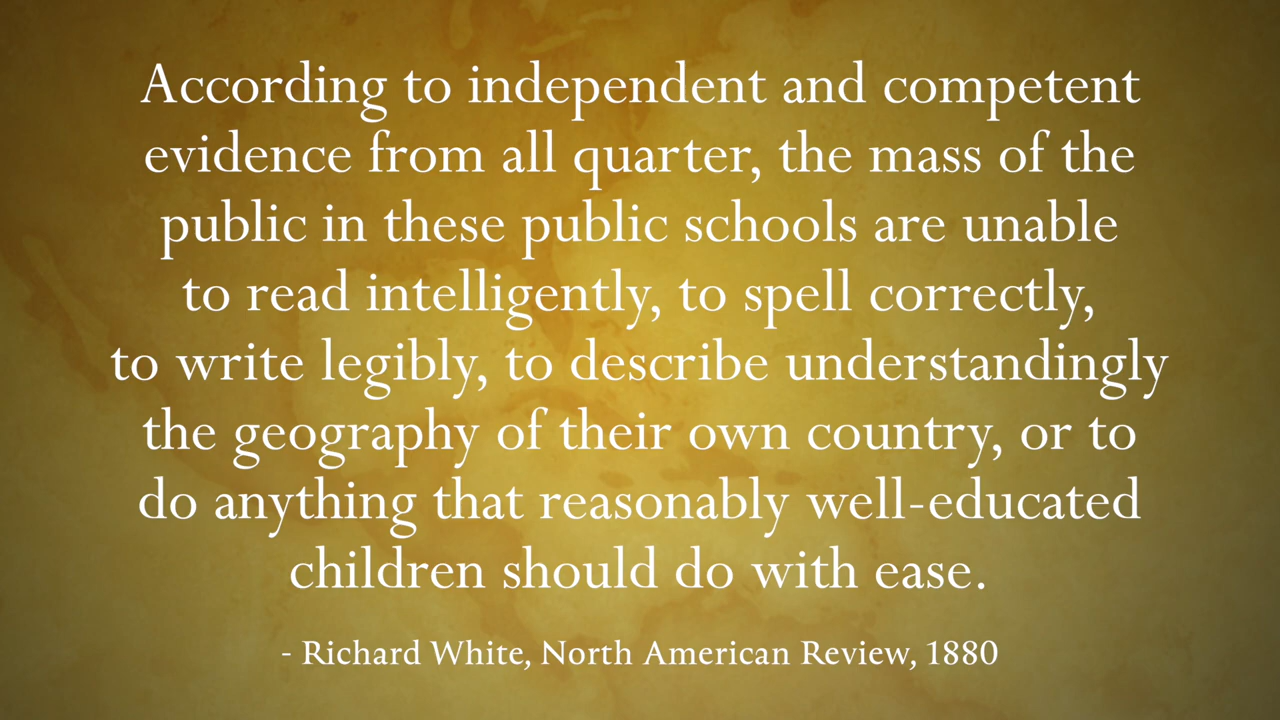 According to independent and competent
evidence from all quarter, the mass of the
public in these public schools are unable
to read intelligently, to spell correctly,
to write legibly, to describe understandingly
the geography of their own country, or to
do anything that reasonably well-educated
children should do with ease.
- Richard White, North American Review, 1880